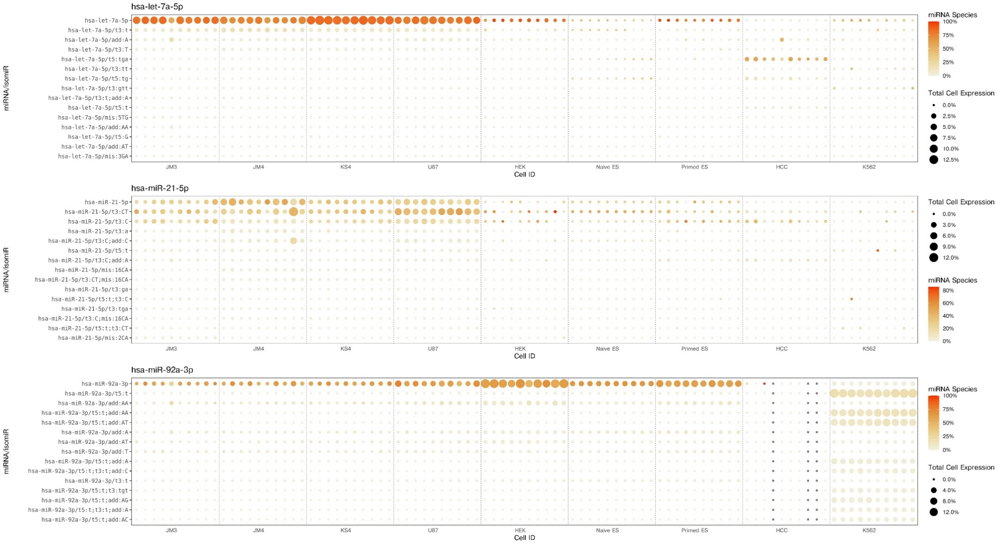 hsa-let-7a-5p
miRNA/isomiR
hsa-let-7a-5p
hsa-let-7a-5p/t3:t
hsa-let-7a-5p/add:A
hsa-let-7a-5p/t3:T
hsa-let-7a-5p/t5:tga
hsa-let-7a-5p/t3:tt
hsa-let-7a-5p/t5:tg
hsa-let-7a-5p/t3:gtt
hsa-let-7a-5p/t3:t;add:A
hsa-let-7a-5p/t5:t
hsa-let-7a-5p/mis:5TG
hsa-let-7a-5p/add:AA
hsa-let-7a-5p/t5:G
hsa-let-7a-5p/add:AT
hsa-let-7a-5p/mis:3GA
JM3 JM4 KS4 U87 HEK Naive ES Primed ES HCC K562
Cell ID
miRNA Species
100%
75%
50%
25%
0%
Total Cell Expression
0.0%
2.5%
5.0%
7.5%
10.0%
12.5%
hsa-miR-21-5p
miRNA/isomiR
hsa-miR-21-5p
hsa-miR-21-5p/t3:CT
hsa-miR-21-5p/t3:C
hsa-miR-21-5p/t3:a
hsa-miR-21-5p/t3:C;add:C
hsa-miR-21-5p/t5:t
hsa-miR-21-5p/t3:C;add:A
hsa-miR-21-5p/mis:16CA
hsa-miR-21-5p/t3:CT;mis:16CA
hsa-miR-21-5p/t3:ga
hsa-miR-21-5p/t5:t;t3:C
hsa-miR-21-5p/t3:tga
hsa-miR-21-5p/t3:C;mis:16CA
hsa-miR-21-5p/t5:t;t3:CT
hsa-miR-21-5p/mis:2CA
JM3 JM4 KS4 U87 HEK Naive ES Primed ES HCC K562
Cell ID
Total Cell Expression
0.0%
3.0%
6.0%
9.0%
12.0%
miRNA Species
80%
60%
40%
20%
0%
hsa-miR-92a-3p
miRNA/isomiR
hsa-miR-92a-3p
hsa-miR-92a-3p/t5:t
hsa-miR-92a-3p/add:AA
hsa-miR-92a-3p/t5:t;add:AA
hsa-miR-92a-3p/t5:t;add:AT
hsa-miR-92a-3p/add:A
hsa-miR-92a-3p/add:AT
hsa-miR-92a-3p/add:T
hsa-miR-92a-3p/t5:t;add:A
hsa-miR-92a-3p/t5:t;t3:t;add:C
hsa-miR-92a-3p/t3:t
hsa-miR-92a-3p/t5:t;t3:tgt
hsa-miR-92a-3p/t5:t;add:AG
hsa-miR-92a-3p/t5:t;t3:t;add:A
hsa-miR-92a-3p/t5:t;add:AC
JM3 JM4 KS4 U87 HEK Naive ES Primed ES HCC K562
Cell ID
miRNA Species
100%
75%
50%
25%
0%
Total Cell Expression
0.0%
4.0%
8.0%
12.0%